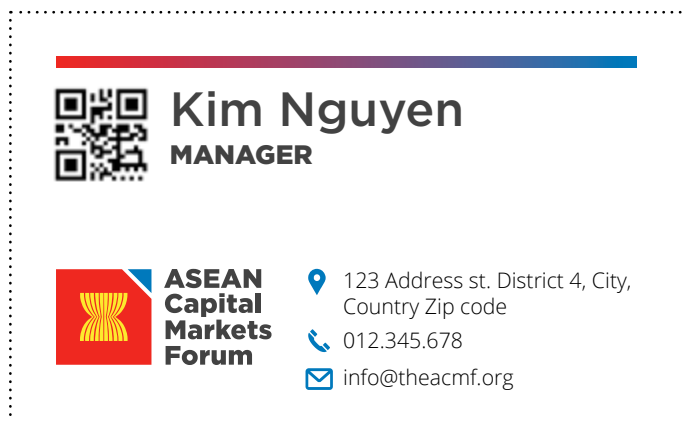 Kim Nguyen
MANAGER
ASEAN
Capital
Markets
Forum
123 Address st. District 4, City,
Country Zip code
012.345.678
info@theacmf.org